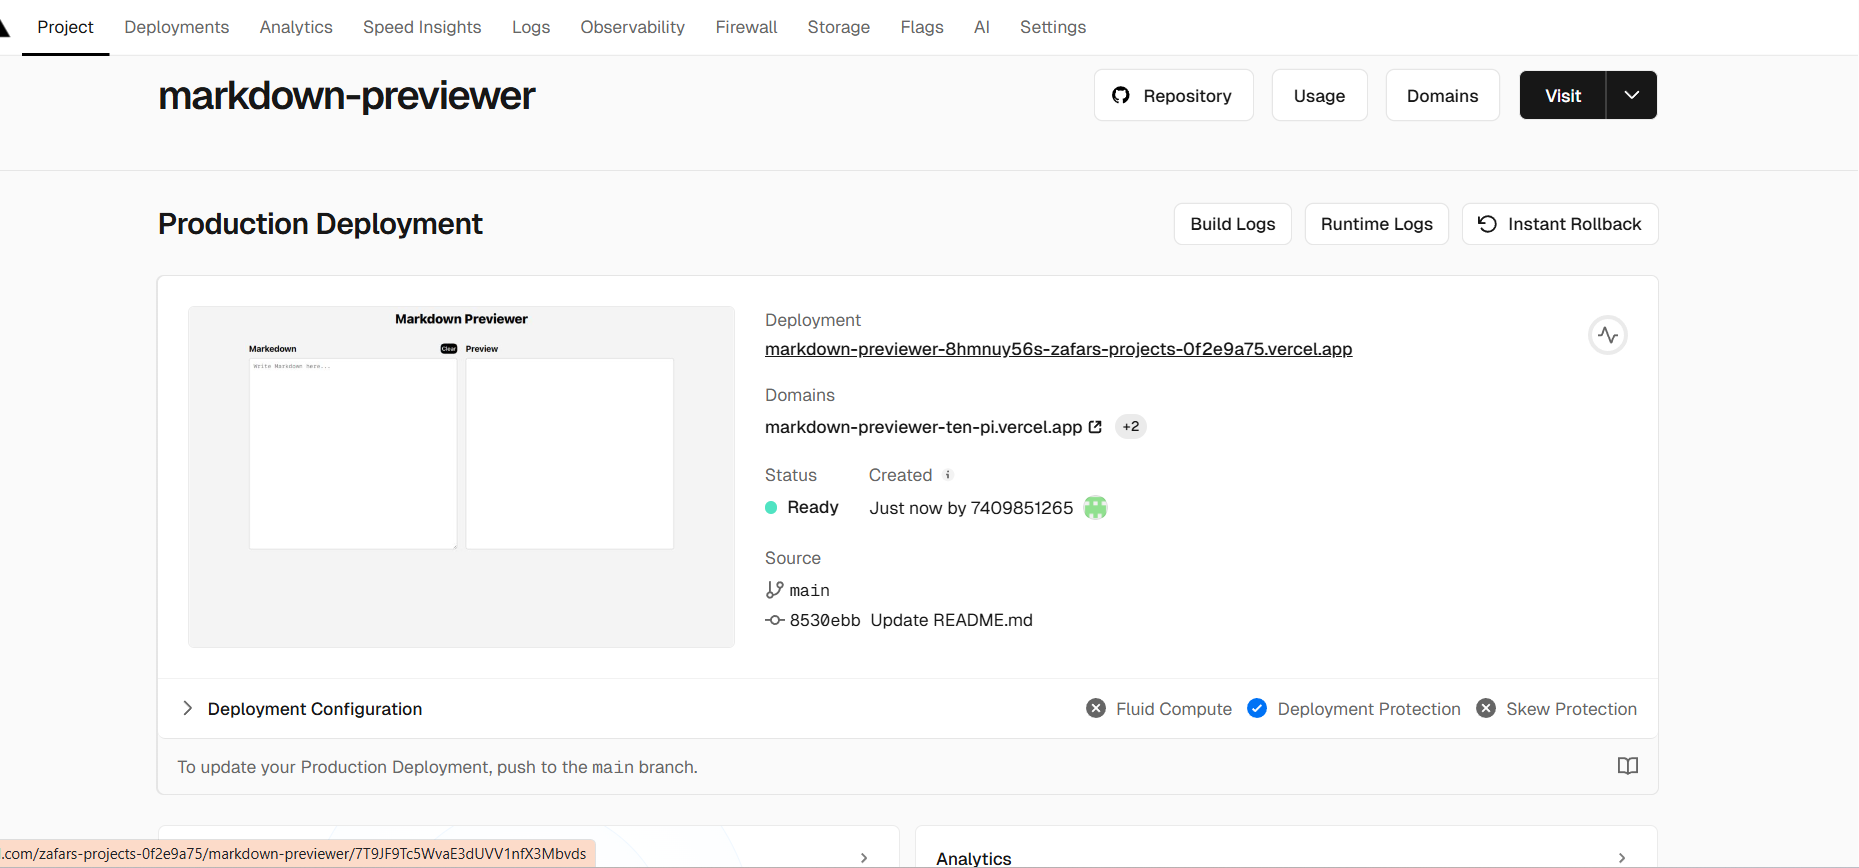 Project Deployments Analytics Speed Insights Logs Observability Firewall Storage Flags AI Settings
markdown-previewer
Repository Usage Domains Visit
Production Deployment
Build Logs Runtime Logs Instant Rollback
Markdown Previewer
Markedown Clear Preview
Write Markdown Here...
Deployment
markdown-previewer-8hmnuy56s-zafars-projects-0f2e9a75.vercel.app
Domains
markdown-previewer-ten-pi.vercel.app +2
Status Created i
Ready Just now by 7409851265
Source
main
8530ebb Update README.md
Deployment Configuration Fluid Compute Deployment Protection Skew Protection
To update your Production Deployment, push to the main branch.
l.com/zafars-projects-0f2e9a75/markdown-previewer/7T9JF9Tc5WvaE3dUVV1nfX3Mbvds
Analytics